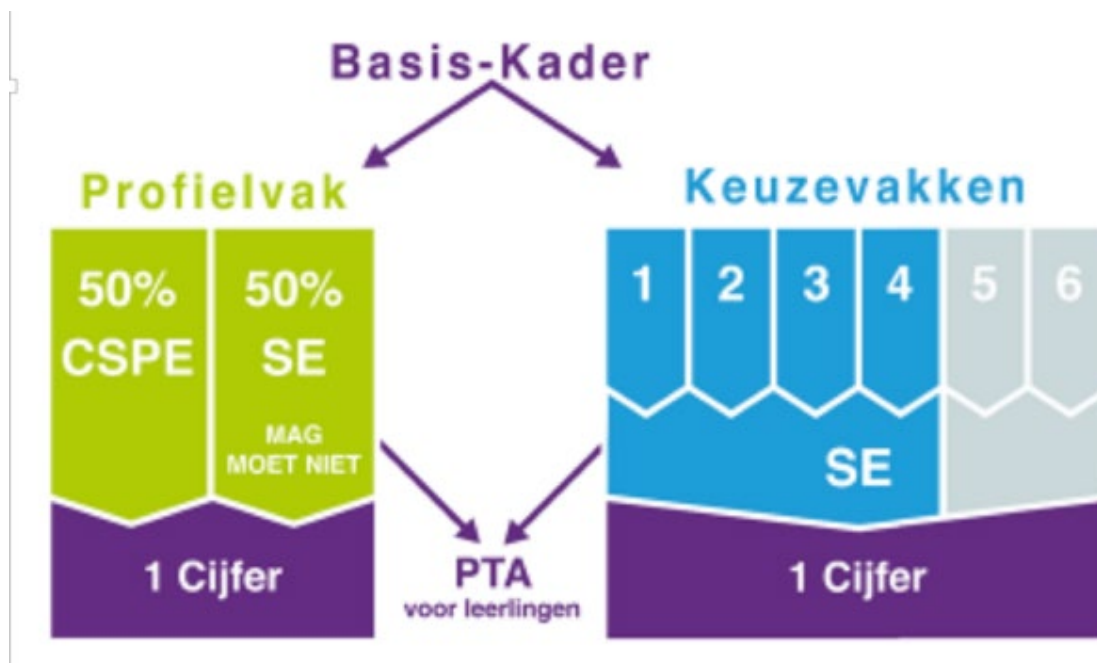 Basis-Kader
Profielvak
50%
CSPE
50%
SE
MAG
MOET NIET
1 Cijfer
PTA
voor leerlingen
Keuzevakken
1 2 3 4 5 6
SE
1 Cijfer